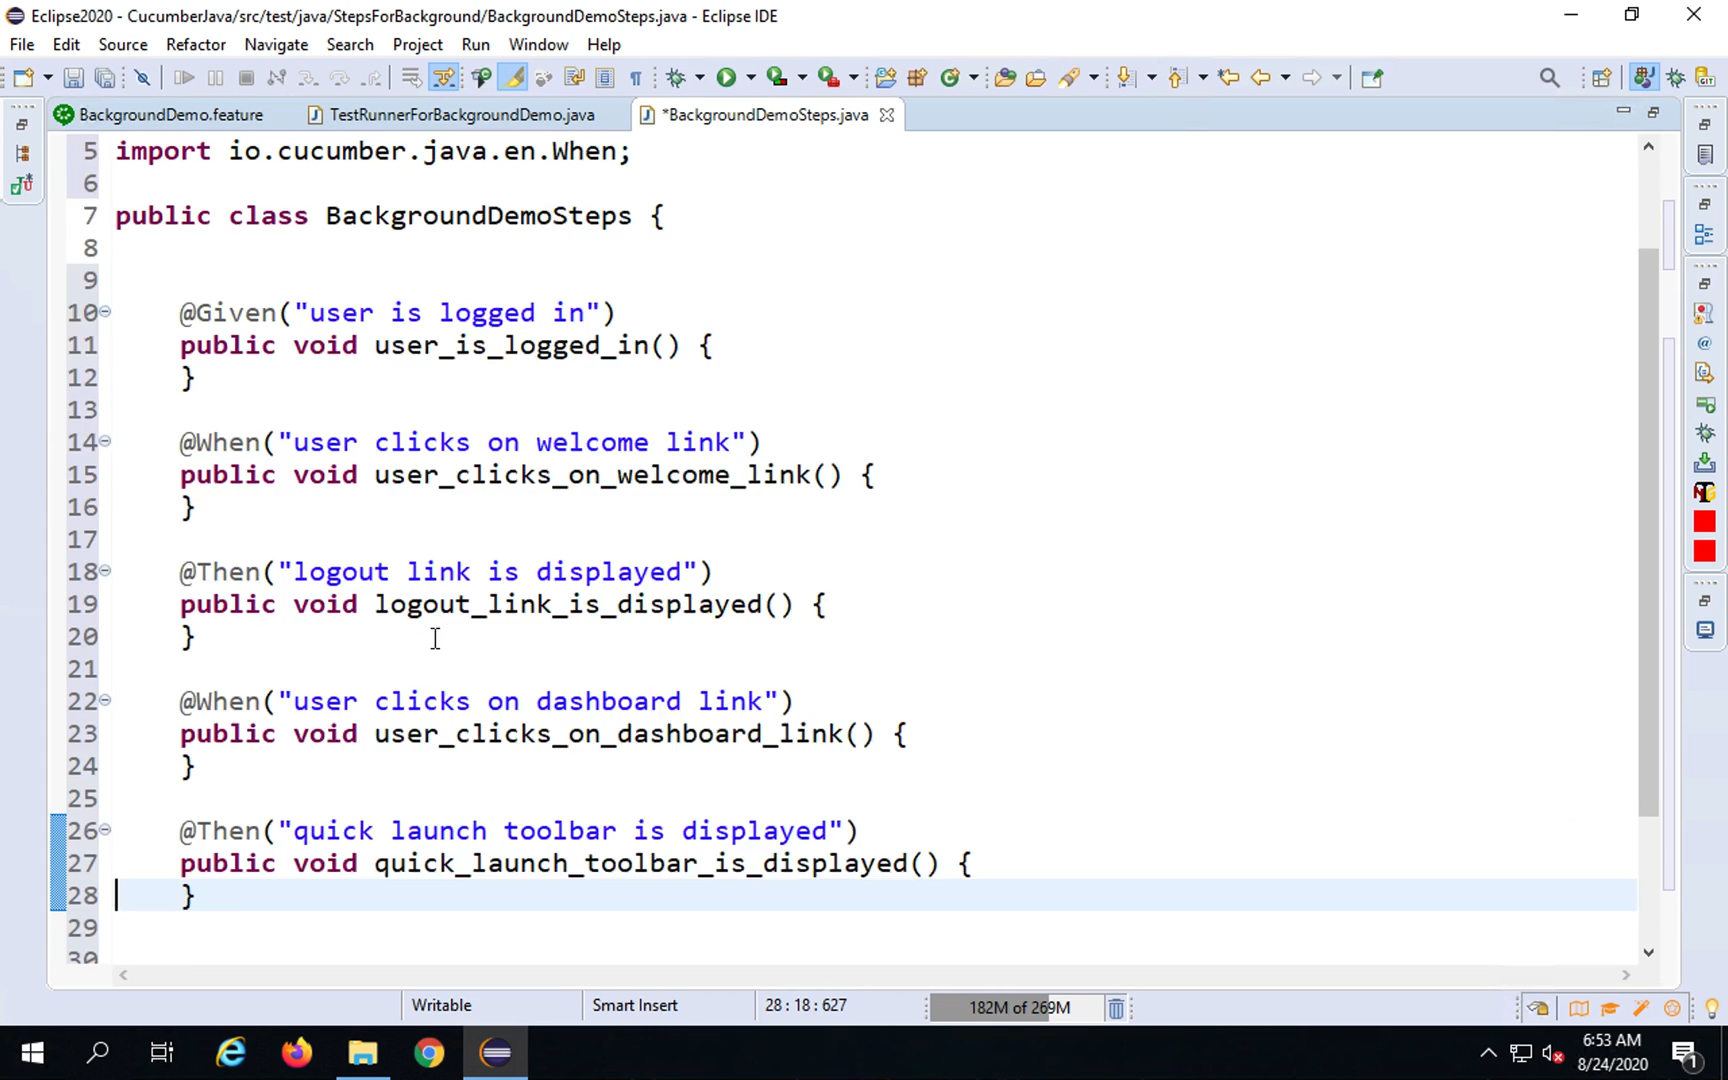 Eclipse2020 - CucumberJava/src/test/java/StepsForBackground/BackgroundDemoSteps.java - Eclipse IDE
File Edit Source Refactor Navigate Search Project Run Window Help
BackgroundDemo.feature TestRunnerForBackgroundDemo.java *BackgroundDemoSteps.java
5 import io.cucumber.java.en.When;
6
7 public class BackgroundDemoSteps {
8
9
10 @Given("user is logged in")
11 public void user_is_logged_in() {
12 }
13
14 @When("user clicks on welcome link")
15 public void user_clicks_on_welcome_link() {
16 }
17
18 @Then("logout link is displayed")
19 public void logout_link_is_displayed() {
20 }
21
22 @When("user clicks on dashboard link")
23 public void user_clicks_on_dashboard_link() {
24 }
25
26 @Then("quick launch toolbar is displayed")
27 public void quick_launch_toolbar_is_displayed() {
28 }
29
30
Writable Smart Insert 28 : 18 : 627 182M of 269M
6:53 AM
8/24/2020
1